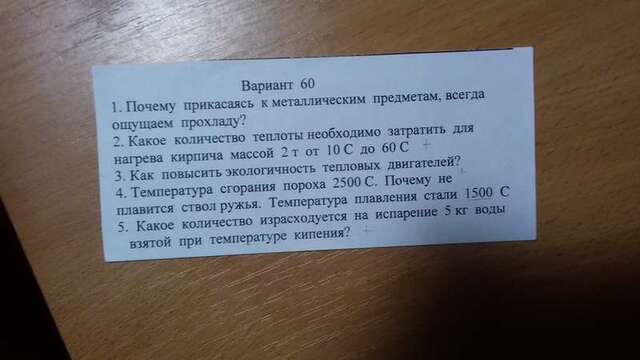 Вариант 60
1. Почему прикасаясь к металлическим предметам, всегда
ощущаем прохладу?
2. Какое количество теплоты необходимо затратить для
нагрева кирпича массой 2 т от 10 С до 60 С +
3. Как повысить экологичность тепловых двигателей?
4. Температура сгорания пороха 2500 С. Почему не
плавится ствол ружья. Температура плавления стали 1500 С
5. Какое количество израсходуется на испарение 5 кг воды
взятой при температуре кипения? +